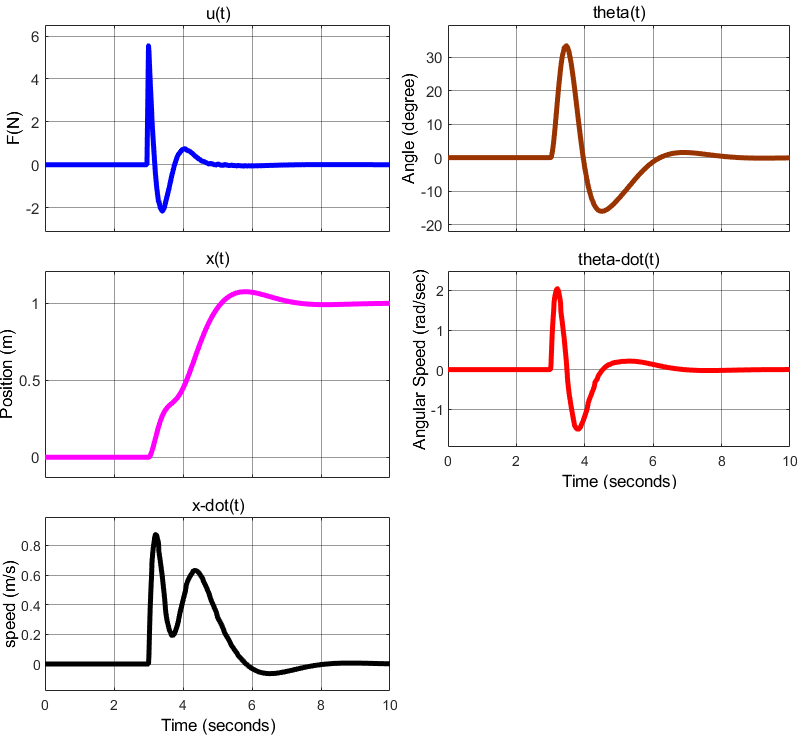 u(t)
F(N)
6
4
2
0
-2
theta(t)
Angle (degree)
30
20
10
0
-10
-20
x(t)
Position (m)
1
0.5
0
theta-dot(t)
Angular Speed (rad/sec)
2
1
0
-1
0 2 4 6 8 10
Time (seconds)
x-dot(t)
speed (m/s)
0.8
0.6
0.4
0.2
0
0 2 4 6 8 10
Time (seconds)